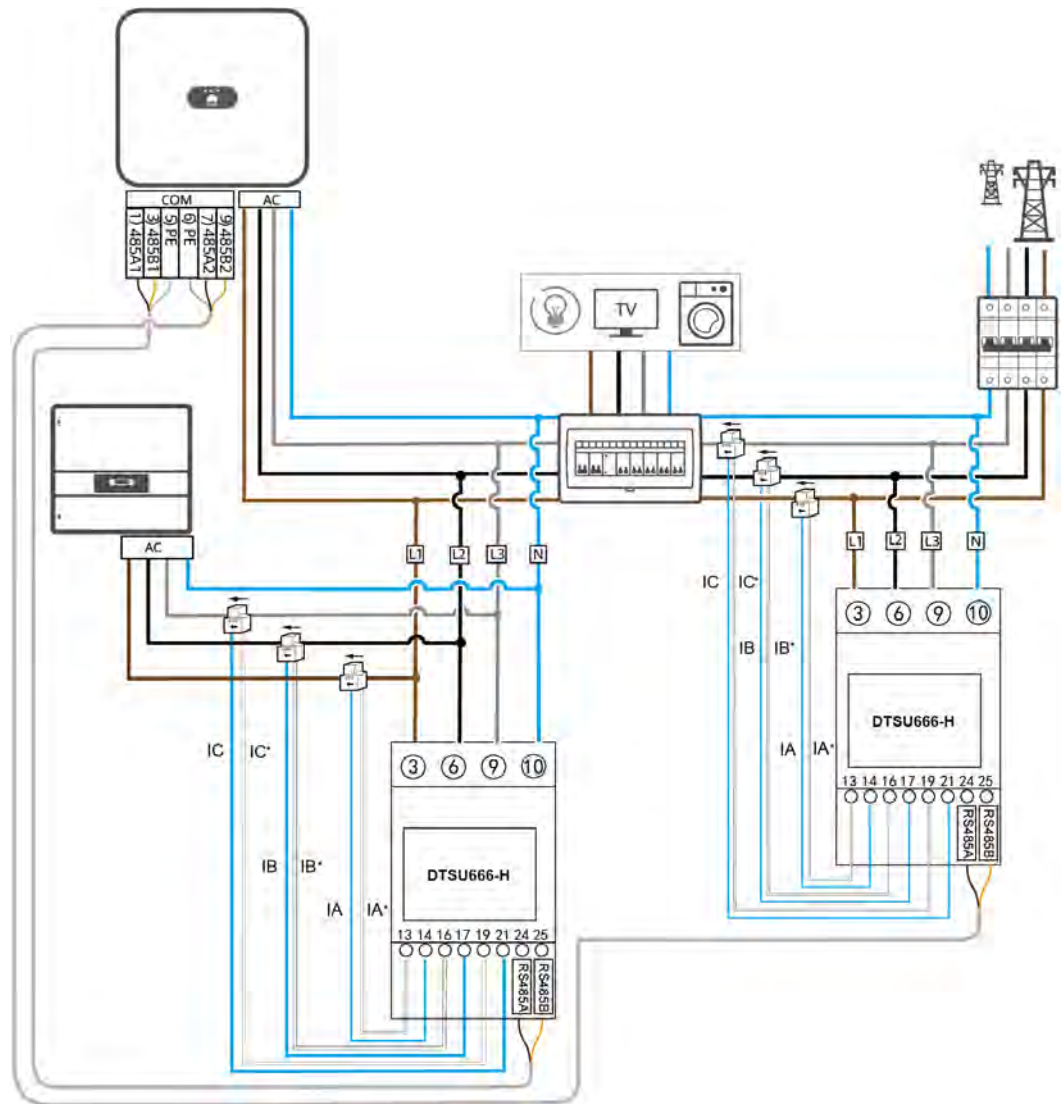 COM
AC
1) 485A1
3) 485B1
5) PE
6) PE
7) 485A2
9) 485B2
TV
AC
L1 L2 L3 N
L1 L2 L3 N
IC IC*
IB IB*
IA IA*
3 6 9 10
DTSU666-H
13 14 16 17 19 21 24 25
RS485A
RS485B
IC IC*
IB IB*
IA IA*
3 6 9 10
DTSU666-H
13 14 16 17 19 21 24 25
RS485A
RS485B